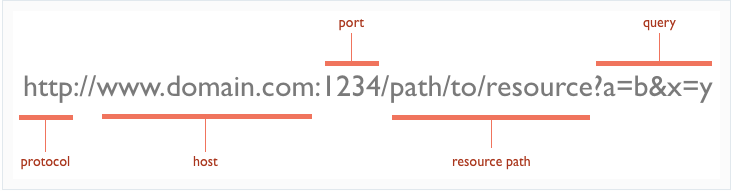 port
query
http://www.domain.com:1234/path/to/resource?a=b&x=y
protocol
host
resource path